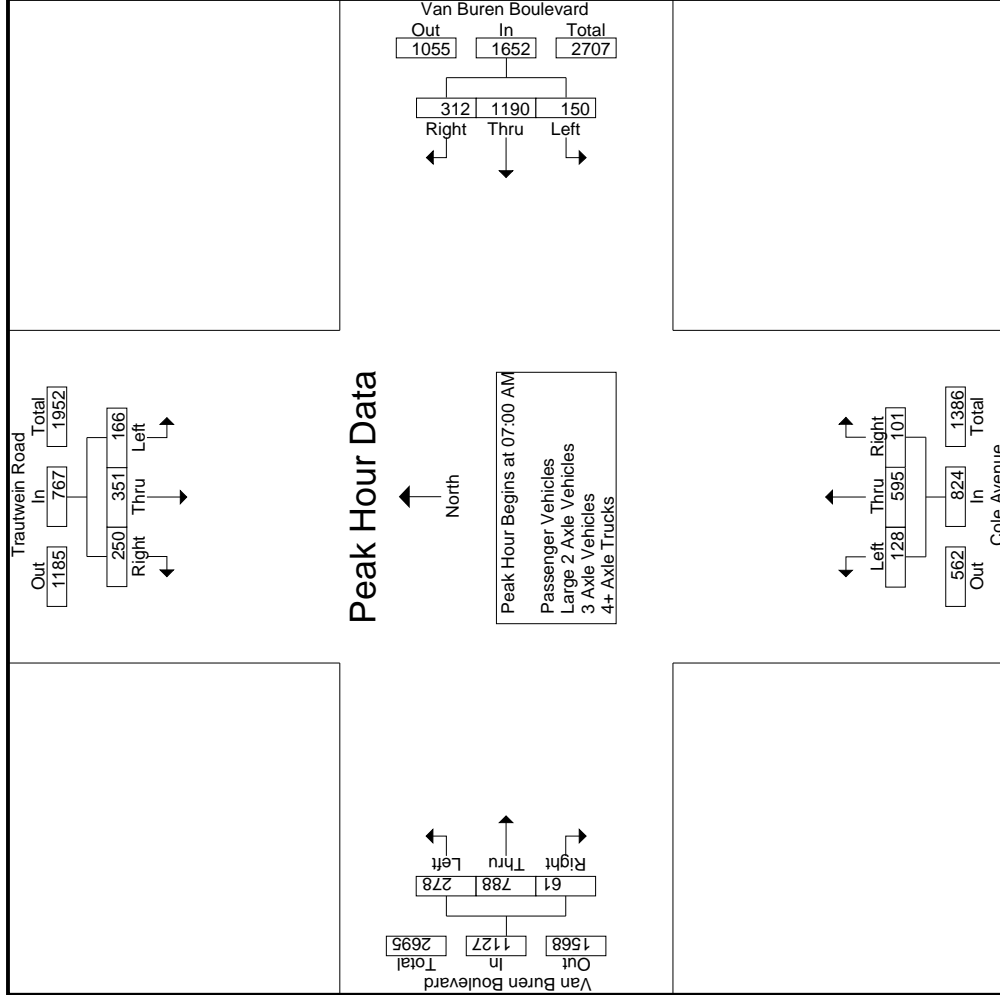 Van Buren Boulevard
Out In Total
1055 1652 2707
312 1190 150
Right Thru Left
Trautwein Road
Out In Total
1185 767 1952
250 351 166
Right Thru Left
Peak Hour Data
North
Peak Hour Begins at 07:00 AM
Passenger Vehicles
Large 2 Axle Vehicles
3 Axle Vehicles
4+ Axle Trucks
Left Thru Right
128 595 101
562 824 1386
Out In Total
Cole Avenue
Left Thru Right
278 788 61
2695 1127 1568
Total In Out
Van Buren Boulevard